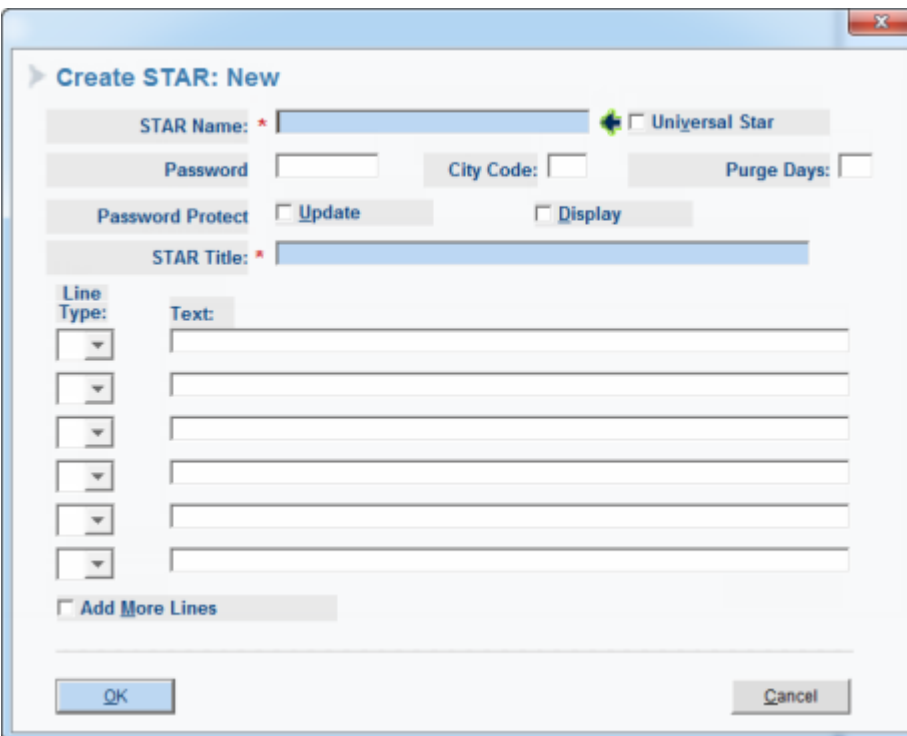 Create STAR: New
STAR Name: * Universal Star
Password City Code: Purge Days:
Password Protect Update Display
STAR Title: *
Line
Type: Text:
Add More Lines
OK Cancel